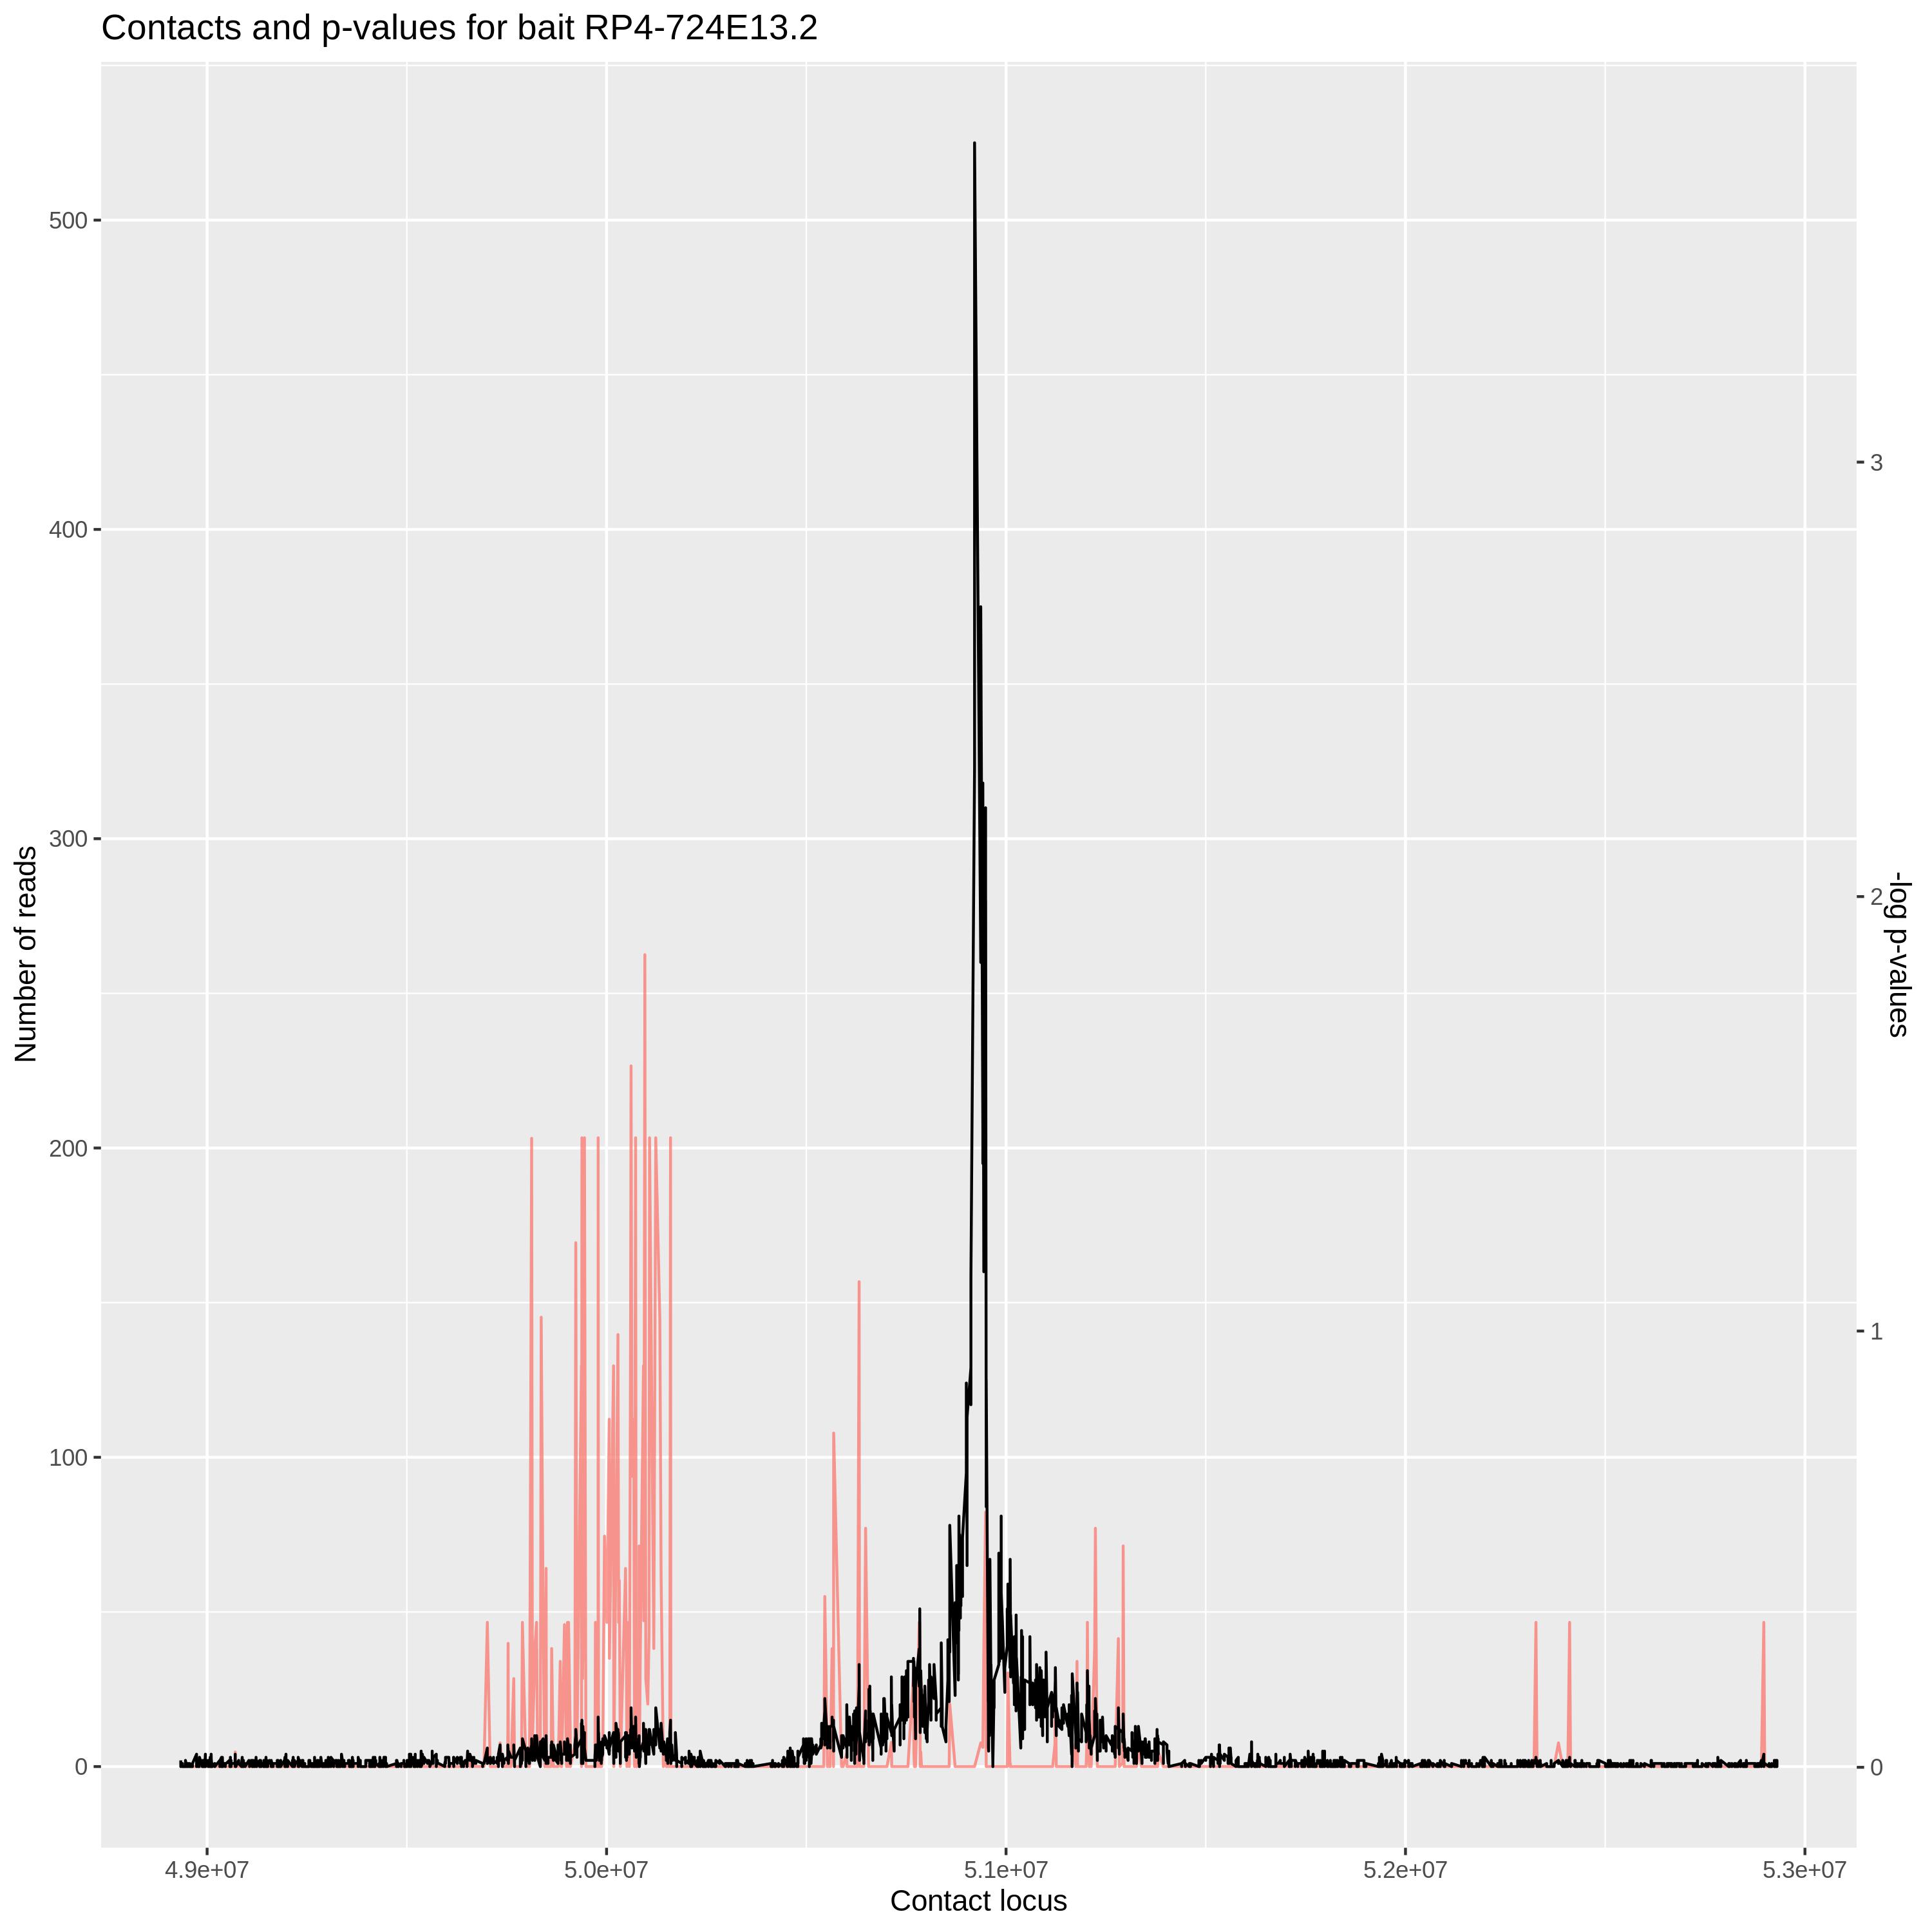 Contacts and p-values for bait RP4-724E13.2
500
400
300
200
100
0
Number of reads
3
2
1
0
-log p-values
4.9e+07 5.0e+07 5.1e+07 5.2e+07 5.3e+07
Contact locus